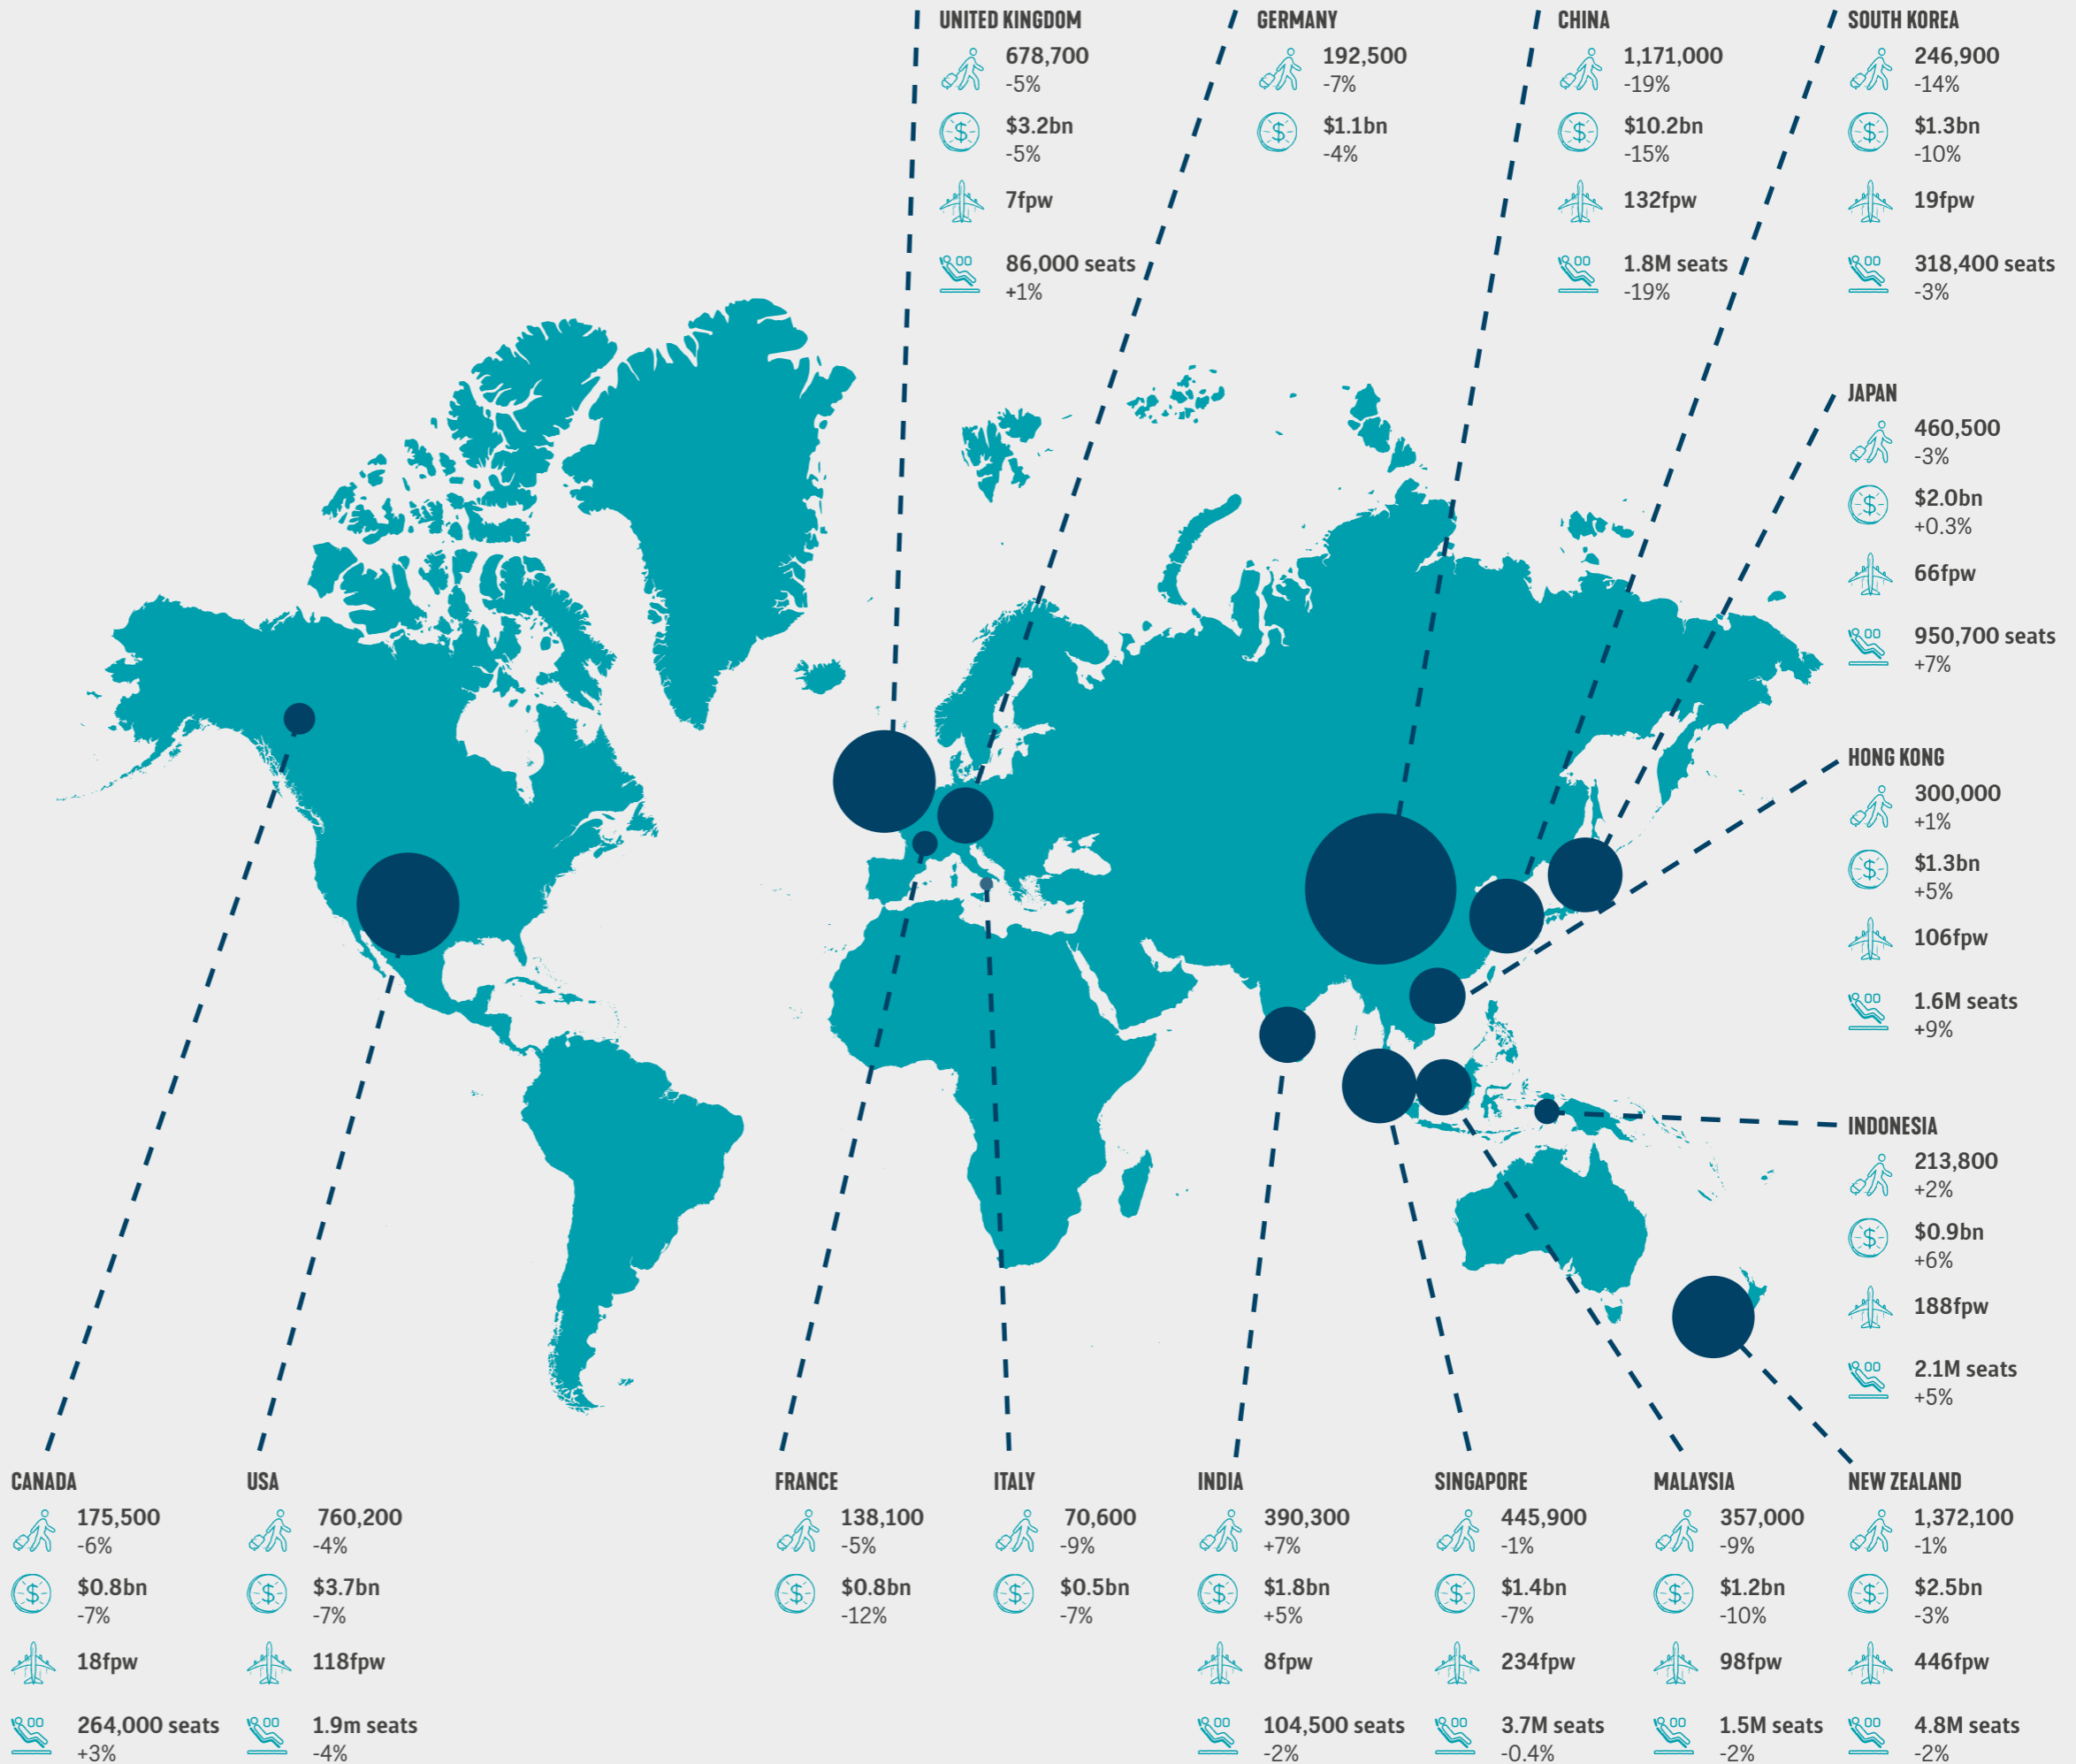 UNITED KINGDOM
678,700
-5%
$3.2bn
-5%
7fpw
86,000 seats
+1%
GERMANY
192,500
-7%
$1.1bn
-4%
CHINA
1,171,000
-19%
$10.2bn
-15%
132fpw
1.8M seats
-19%
SOUTH KOREA
246,900
-14%
$1.3bn
-10%
19fpw
318,400 seats
-3%
JAPAN
460,500
-3%
$2.0bn
+0.3%
66fpw
950,700 seats
+7%
HONG KONG
300,000
+1%
$1.3bn
+5%
106fpw
1.6M seats
+9%
INDONESIA
213,800
+2%
$0.9bn
+6%
188fpw
2.1M seats
+5%
CANADA
175,500
-6%
$0.8bn
-7%
18fpw
264,000 seats
+3%
USA
760,200
-4%
$3.7bn
-7%
118fpw
1.9m seats
-4%
FRANCE
138,100
-5%
$0.8bn
-12%
ITALY
70,600
-9%
$0.5bn
-7%
INDIA
390,300
+7%
$1.8bn
+5%
8fpw
104,500 seats
-2%
SINGAPORE
445,900
-1%
$1.4bn
-7%
234fpw
3.7M seats
-0.4%
MALAYSIA
357,000
-9%
$1.2bn
-10%
98fpw
1.5M seats
-2%
NEW ZEALAND
1,372,100
-1%
$2.5bn
-3%
446fpw
4.8M seats
-2%